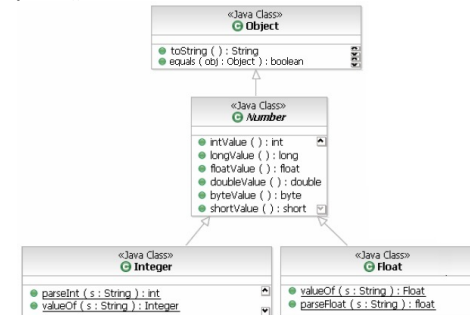 «Java Class»
Object
toString ( ) : String
equals ( obj : Object ) : boolean
«Java Class»
Number
intValue ( ) : int
longValue ( ) : long
floatValue ( ) : float
doubleValue ( ) : double
byteValue ( ) : byte
shortValue ( ) : short
«Java Class»
Integer
parseInt ( s : String ) : int
valueOf ( s : String ) : Integer
«Java Class»
Float
valueOf ( s : String ) : Float
parseFloat ( s : String ) : float